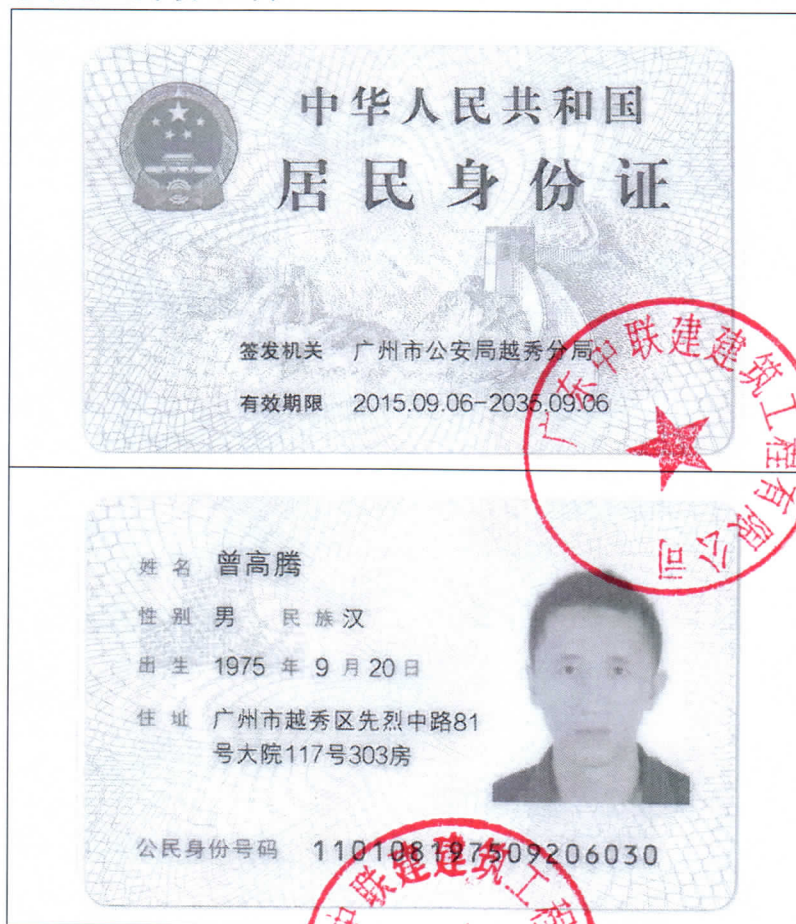 中华人民共和国
居民身份证
签发机关 广州市公安局越秀分局
有效期限 2015.09.06-2035.09.06
广东中联建建筑工程有限公司
姓名 曾高腾
性别 男 民族 汉
出生 1975 年 9 月 20 日
住址 广州市越秀区先烈中路81
号大院117号303房
公民身份号码 110108197509206030
中联建建筑工程